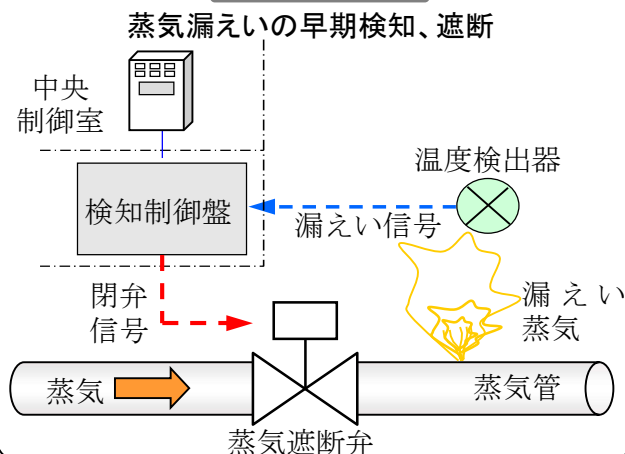 蒸気漏えいの早期検知、遮断
中央
制御室
温度検出器
検知制御盤
漏えい信号
閉弁
信号
漏えい
蒸気
蒸気
蒸気管
蒸気遮断弁